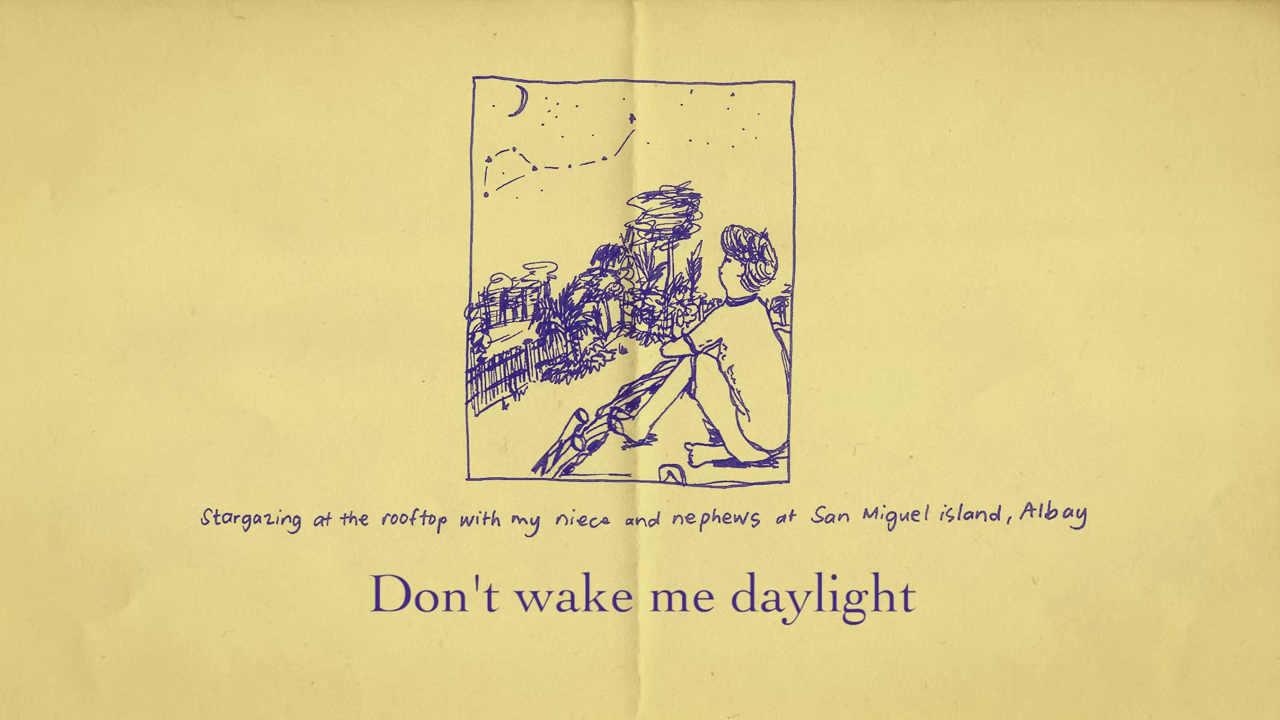 Stargazing at the rooftop with my niece and nephews at San Miguel island, Albay
Don't wake me daylight